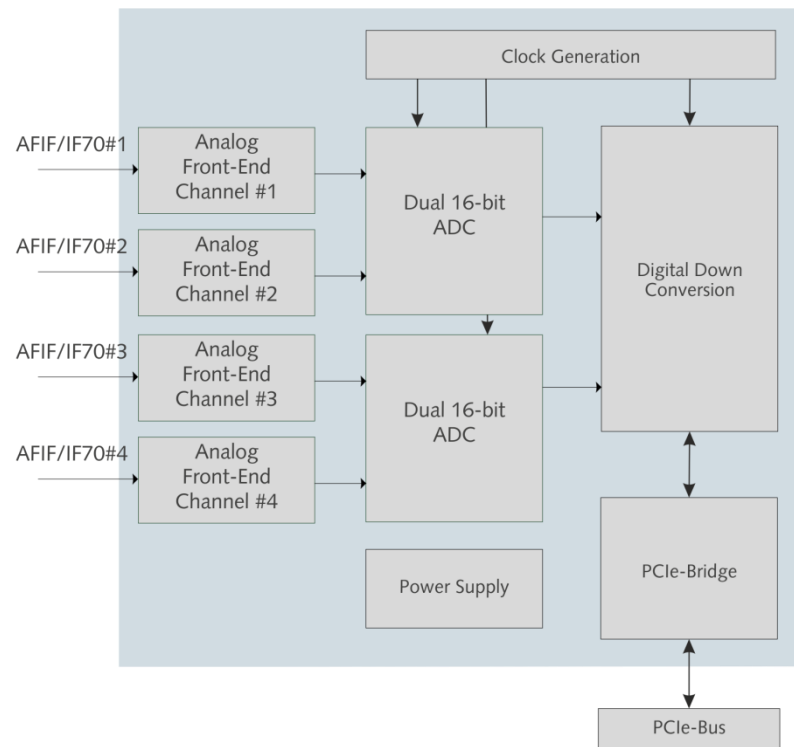 Clock Generation
AFIF/IF70#1
Analog
Front-End
Channel #1
Dual 16-bit
ADC
AFIF/IF70#2
Analog
Front-End
Channel #2
Digital Down
Conversion
AFIF/IF70#3
Analog
Front-End
Channel #3
Dual 16-bit
ADC
AFIF/IF70#4
Analog
Front-End
Channel #4
Power Supply
PCIe-Bridge
PCIe-Bus